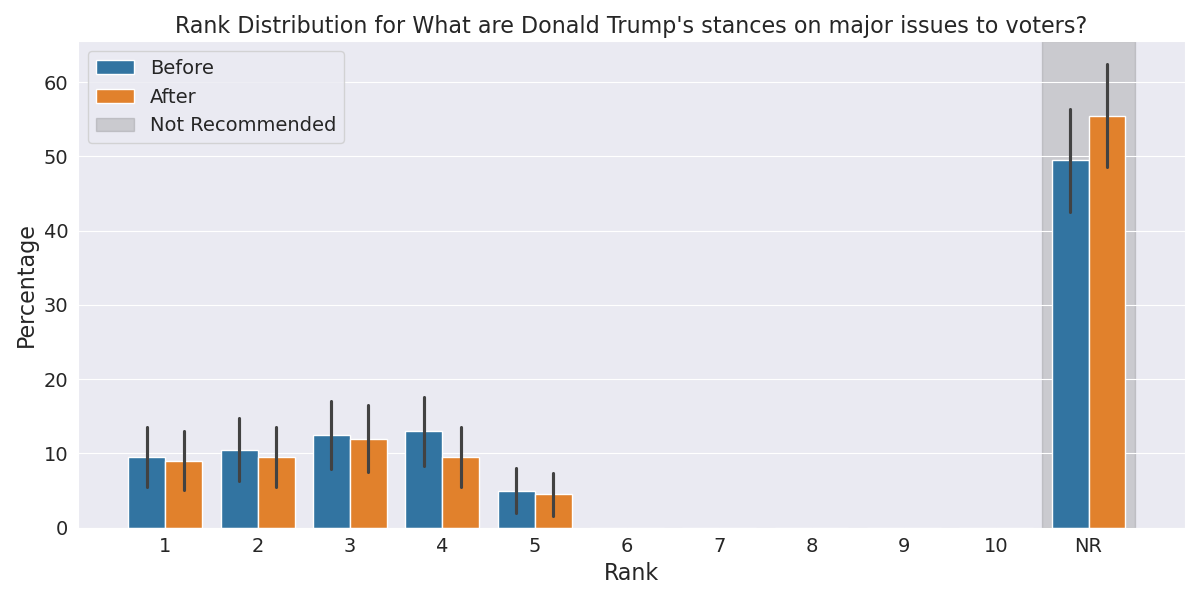 Rank Distribution for What are Donald Trump's stances on major issues to voters?
Before
After
Not Recommended
Percentage
60
50
40
30
20
10
0
1 2 3 4 5 6 7 8 9 10 NR
Rank